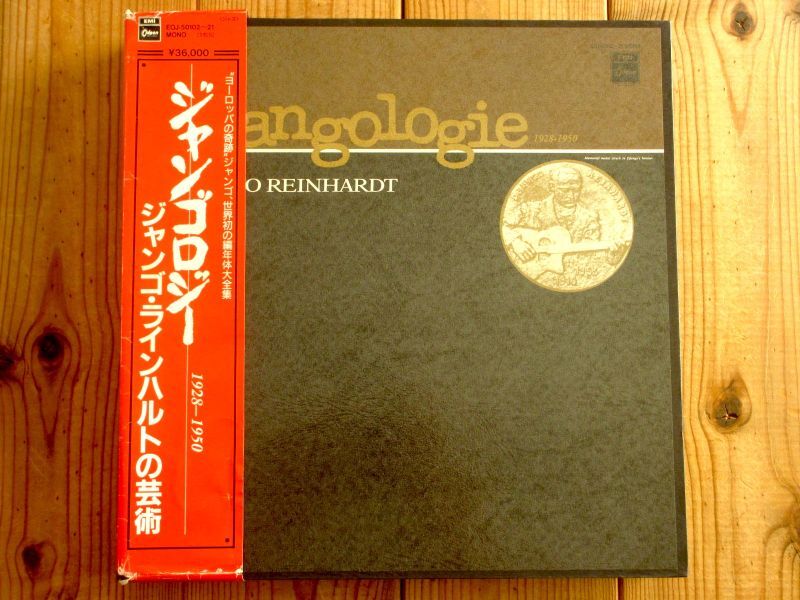 EMI
Odeon
EOJ-50102~21
MONO
¥36,000
"ヨーロッパの奇跡"ジャンゴ、世界初の編年体大全集
ジャンゴロジー
1928—1950
ジャンゴ・ラインハルトの芸術
angologie
1928-1950
O REINHARDT
1953
1910